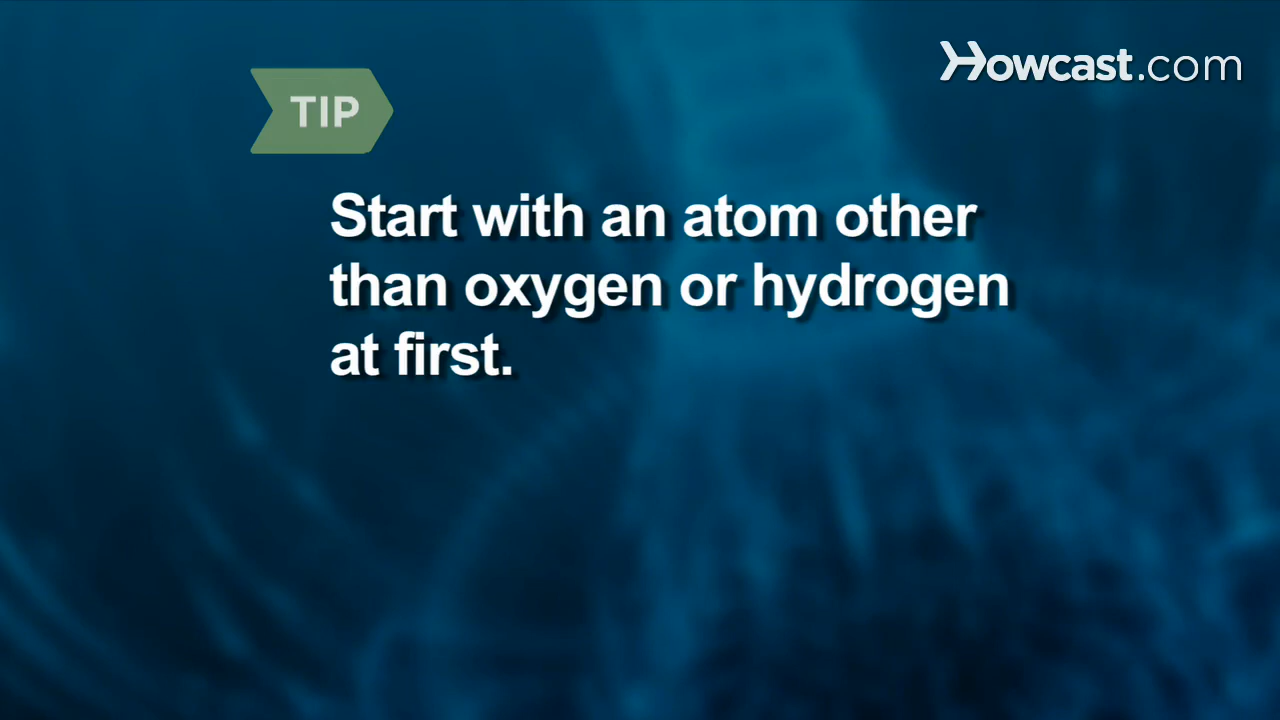 Howcast.com
TIP
Start with an atom other
than oxygen or hydrogen
at first.